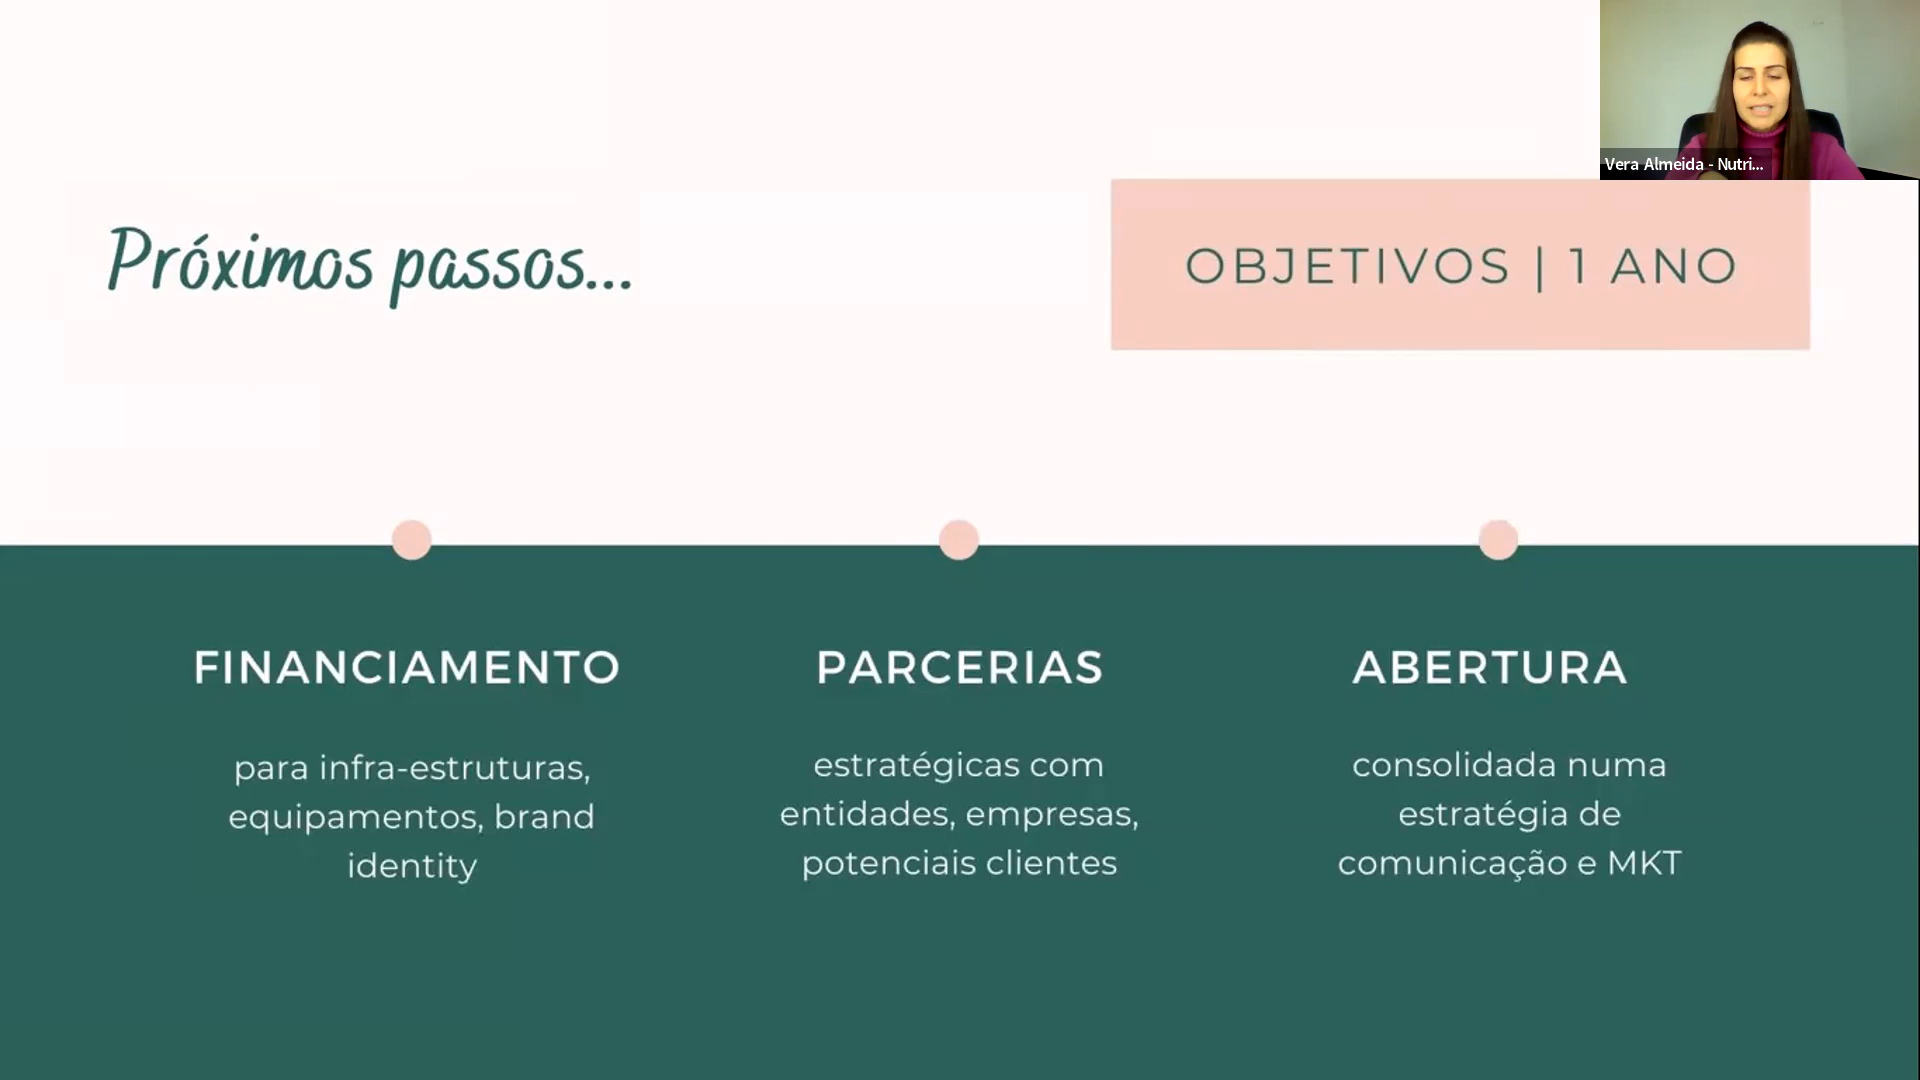 Vera Almeida - Nutri...
Próximos passos...
OBJETIVOS | 1 ANO
FINANCIAMENTO
para infra-estruturas,
equipamentos, brand
identity
PARCERIAS
estratégicas com
entidades, empresas,
potenciais clientes
ABERTURA
consolidada numa
estratégia de
comunicação e MKT